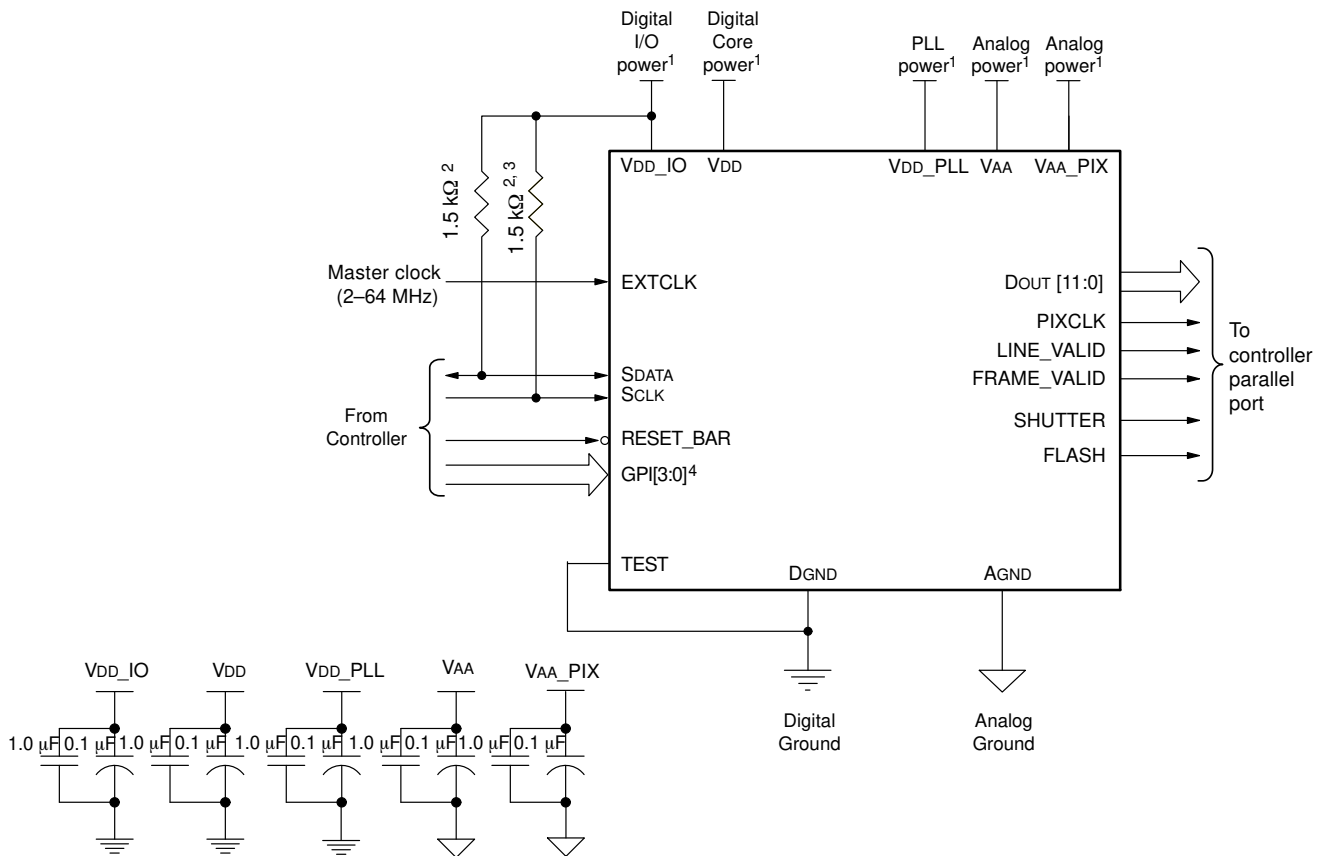 Digital
I/O
power1
Digital
Core
power1
PLL
power1
Analog
power1
Analog
power1
VDD_IO VDD VDD_PLL VAA VAA_PIX
1.5 kΩ 2
1.5 kΩ 2, 3
Master clock
(2–64 MHz)
EXTCLK
SDATA
SCLK
From
Controller
RESET_BAR
GPI[3:0]4
TEST
DOUT [11:0]
PIXCLK
LINE_VALID
FRAME_VALID
SHUTTER
FLASH
To
controller
parallel
port
DGND
AGND
Digital
Ground
Analog
Ground
VDD_IO VDD VDD_PLL VAA VAA_PIX
1.0 μF 0.1 μF 1.0 μF 0.1 μF 1.0 μF 0.1 μF 1.0 μF 0.1 μF 1.0 μF 0.1 μF